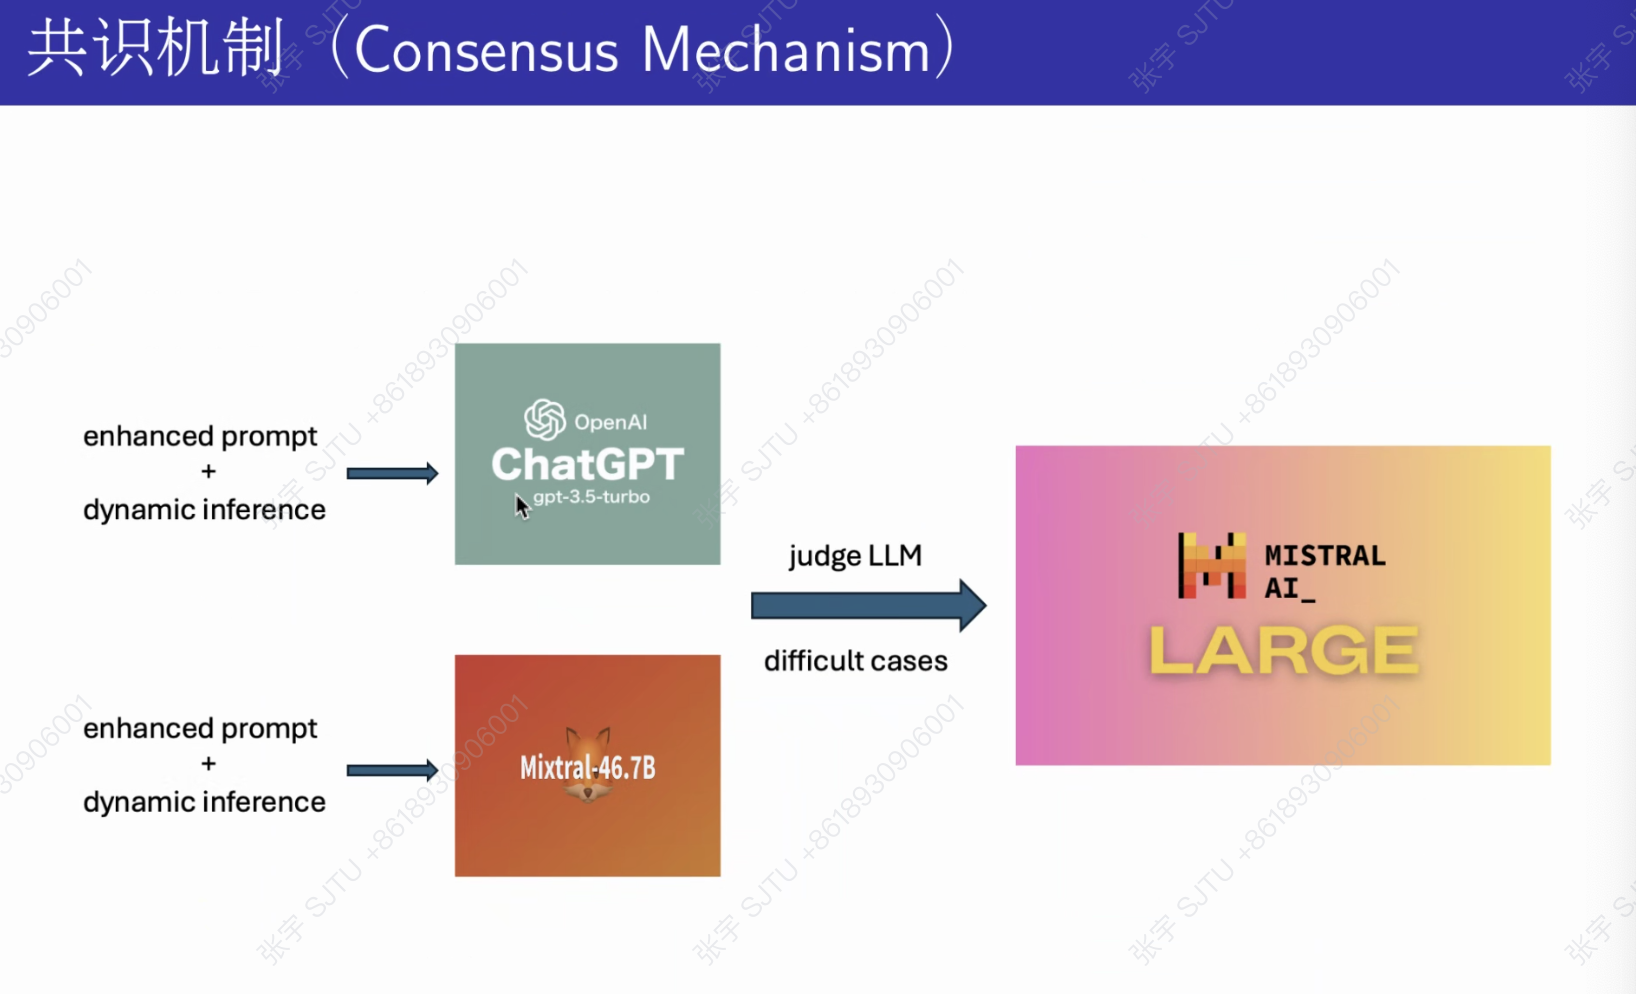 共识机制（Consensus Mechanism）
enhanced prompt
+
dynamic inference
OpenAI
ChatGPT
gpt-3.5-turbo
judge LLM
difficult cases
MISTRAL
AI_
LARGE
enhanced prompt
+
dynamic inference
Mixtral-46.7B
张宇 SJTU +8618930906001